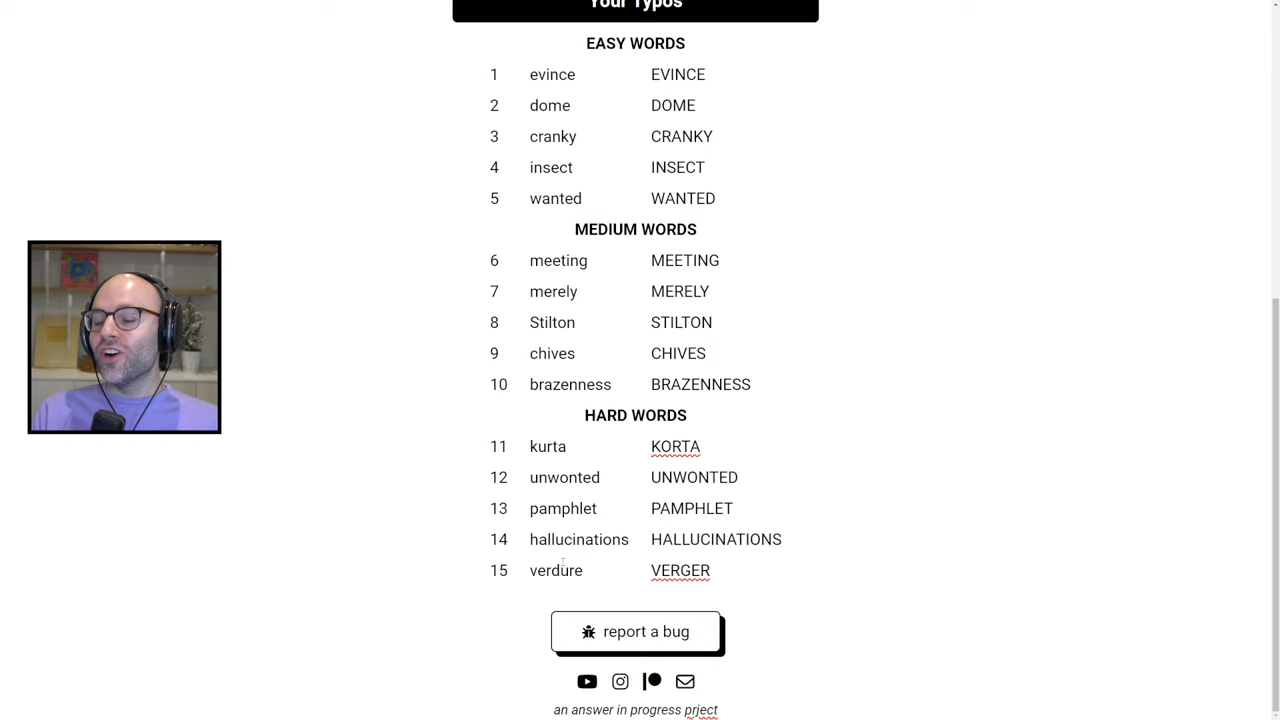 Your Typos
EASY WORDS
1 evince EVINCE
2 dome DOME
3 cranky CRANKY
4 insect INSECT
5 wanted WANTED
MEDIUM WORDS
6 meeting MEETING
7 merely MERELY
8 Stilton STILTON
9 chives CHIVES
10 brazenness BRAZENNESS
HARD WORDS
11 kurta KORTA
12 unwonted UNWONTED
13 pamphlet PAMPHLET
14 hallucinations HALLUCINATIONS
15 verdure VERGER
report a bug
an answer in progress prject